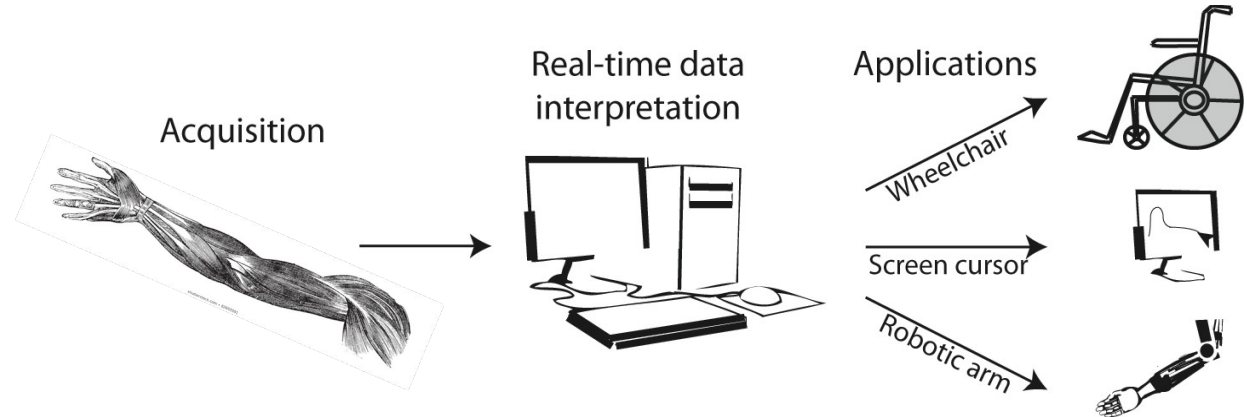 Acquisition
Real-time data
interpretation
Applications
Wheelchair
Screen cursor
Robotic arm